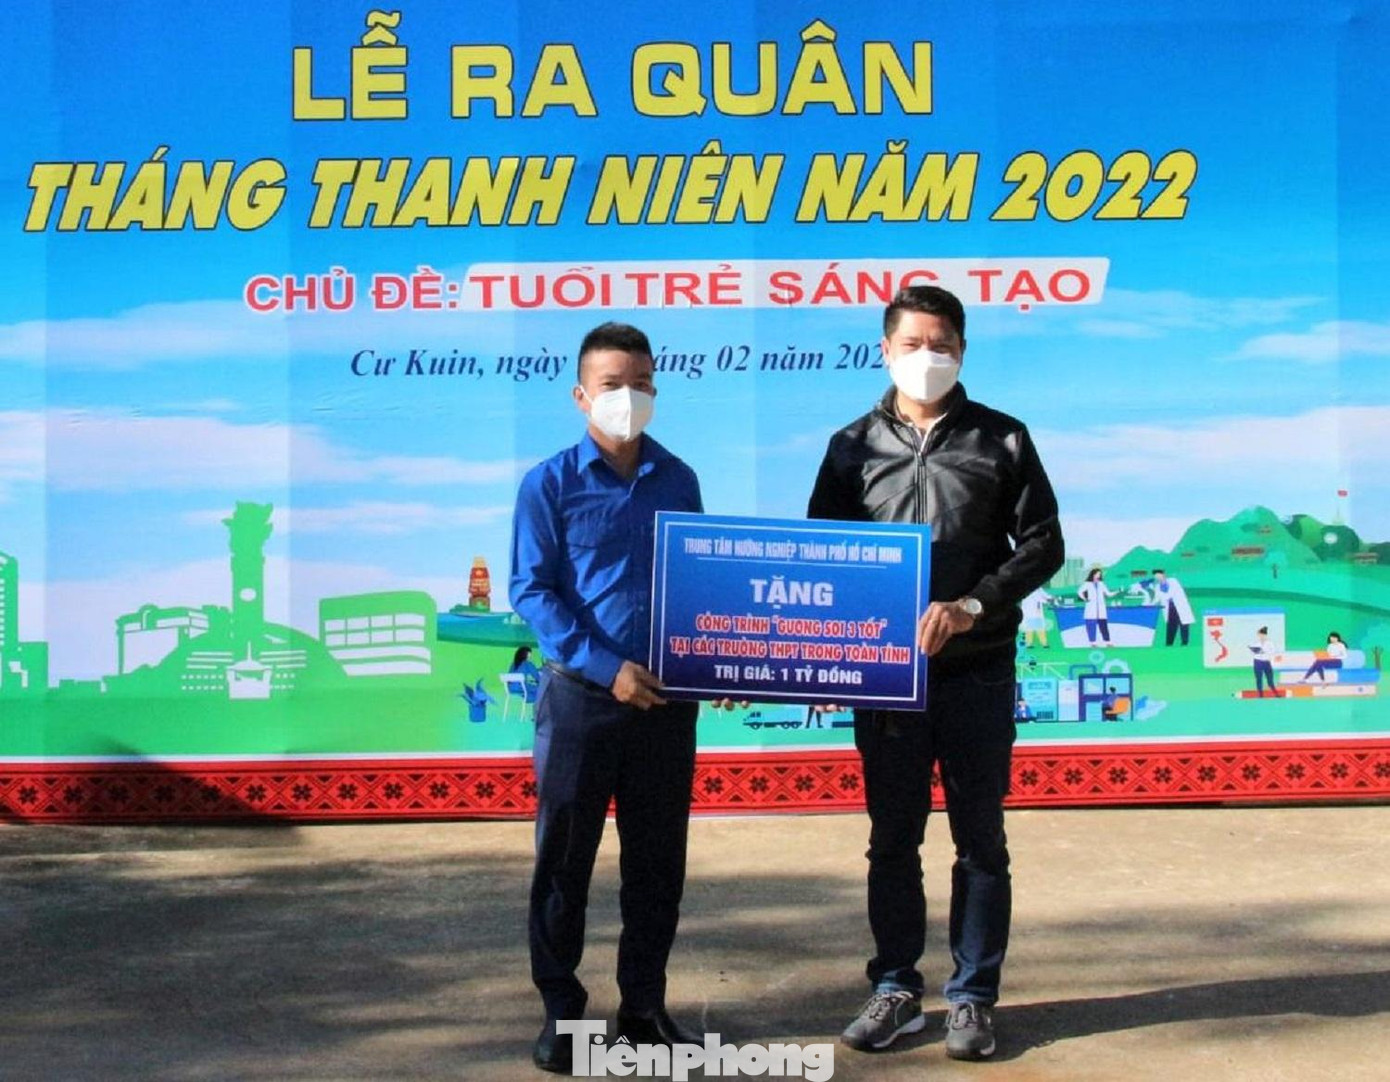 LỄ RA QUÂN
THÁNG THANH NIÊN NĂM 2022
CHỦ ĐỀ: TUỔI TRẺ SÁNG TẠO
Cư Kuin, ngày áng 02 năm 202
TRUNG TÂM HƯỚNG NGHIỆP THÀNH PHỐ HỒ CHÍ MINH
TẶNG
CÔNG TRÌNH "GƯƠNG SOI 3 TỐT"
TẠI CÁC TRƯỜNG THPT TRONG TOÀN TỈNH
TRỊ GIÁ: 1 TỶ ĐỒNG
Tiềnphong